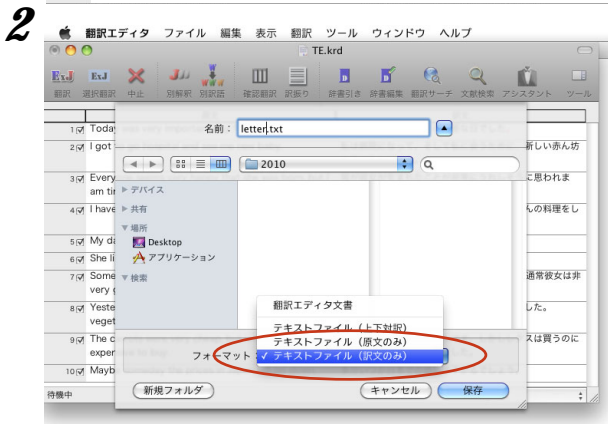 2
翻訳エディタ ファイル 編集 表示 翻訳 ツール ウィンドウ ヘルプ
TE.krd
ExJ ExJ
翻訳 選択翻訳 中止 別解釈 別訳語 確認翻訳 訳振り 辞書引き 辞書編集 翻訳サーチ 文献検索 アシスタント ツール
名前： letter.txt
2010
デバイス
共有
場所
Desktop
アプリケーション
検索
1 Today
2 I got 新しい赤ん坊
3 Every に思われま
am tir
4 I have んの料理をし
5 My da
6 She li
7 Some 通常彼女は非
very g
8 Yeste した。
veget
9 The c スは買うのに
exper
10 Mayb
翻訳エディタ文書
テキストファイル（上下対訳）
テキストファイル（原文のみ）
フォーマット： ✓ テキストファイル（訳文のみ）
新規フォルダ キャンセル 保存
待機中